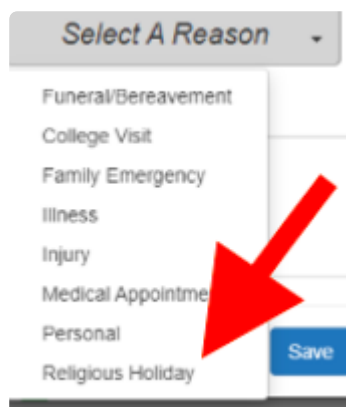 Select A Reason
Funeral/Bereavement
College Visit
Family Emergency
Illness
Injury
Medical Appointme
Personal
Religious Holiday
Save